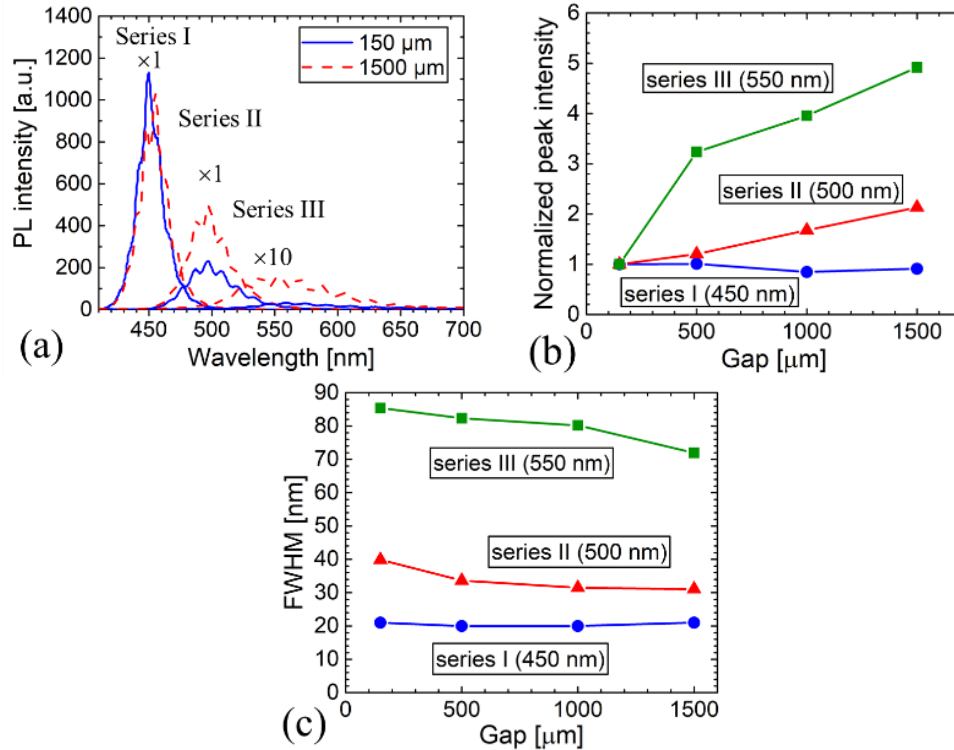 1400
1200
1000
800
600
400
200
0
PL intensity [a.u.]
Series I
×1
Series II
×1
Series III
×10
150 µm
1500 µm
450 500 550 600 650 700
Wavelength [nm]
(a)
6
5
4
3
2
1
0
Normalized peak intensity
series III (550 nm)
series II (500 nm)
series I (450 nm)
0 500 1000 1500
Gap [µm]
(b)
90
80
70
60
50
40
30
20
10
0
FWHM [nm]
series III (550 nm)
series II (500 nm)
series I (450 nm)
0 500 1000 1500
Gap [µm]
(c)